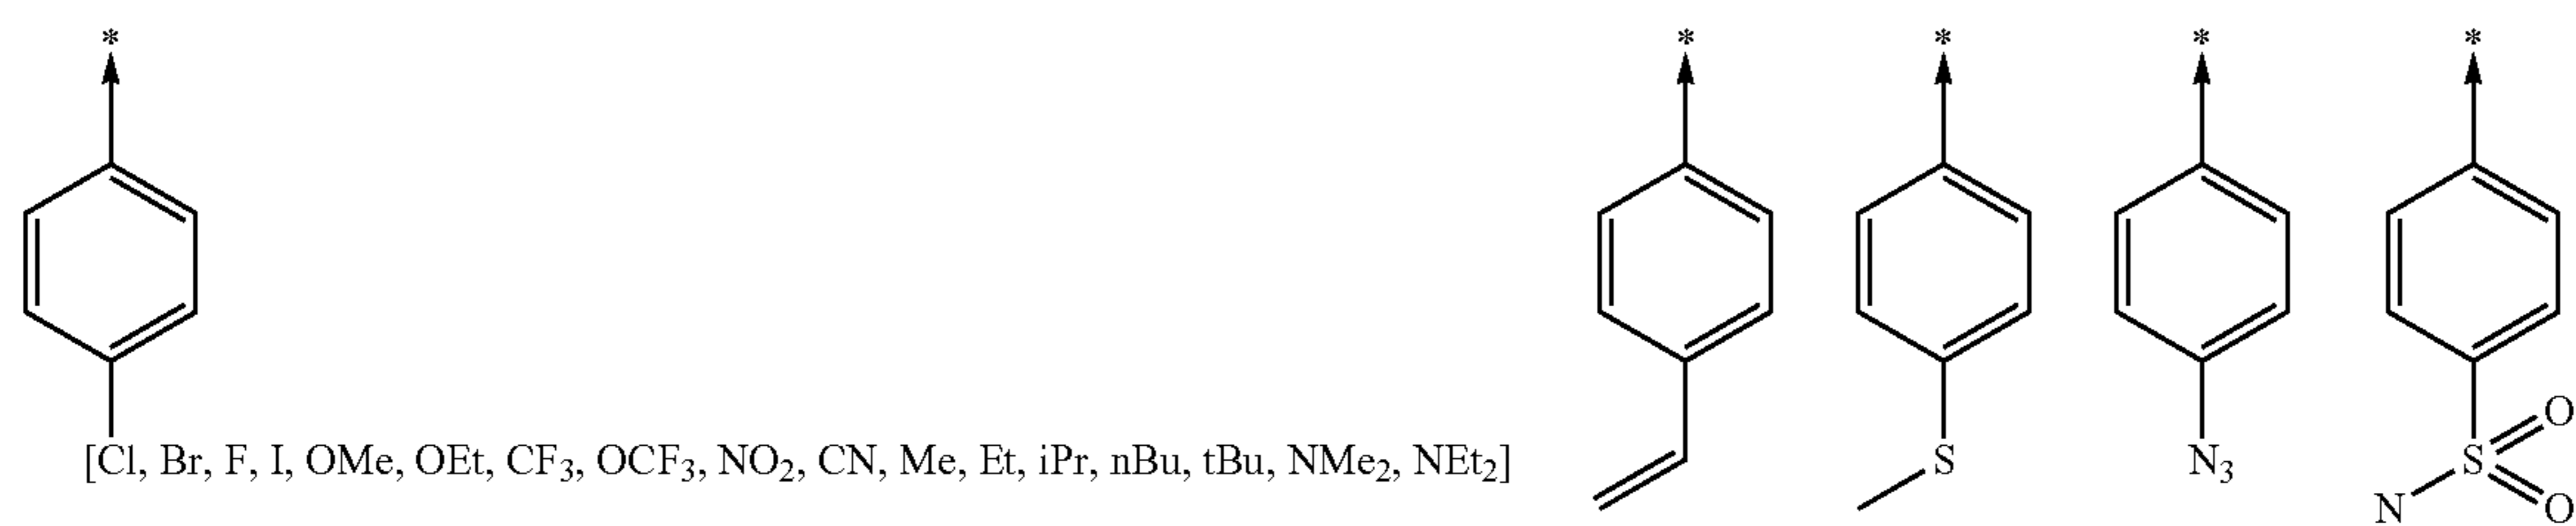 * * * * *
[Cl, Br, F, I, OMe, OEt, CF3, OCF3, NO2, CN, Me, Et, iPr, nBu, tBu, NMe2, NEt2]
S
N3
O
S
O
N